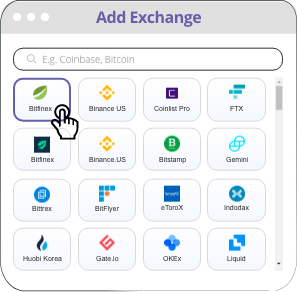 Add Exchange
E.g. Coinbase, Bitcoin
Bitfinex Binance US Coinlist Pro FTX
Bitfinex Binance.US Bitstamp Gemini
Bittrex BitFlyer eToroX Indodax
Huobi Korea Gate.io OKEx Liquid